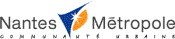 Nantes Métropole
COMMUNAUTÉ URBAINE